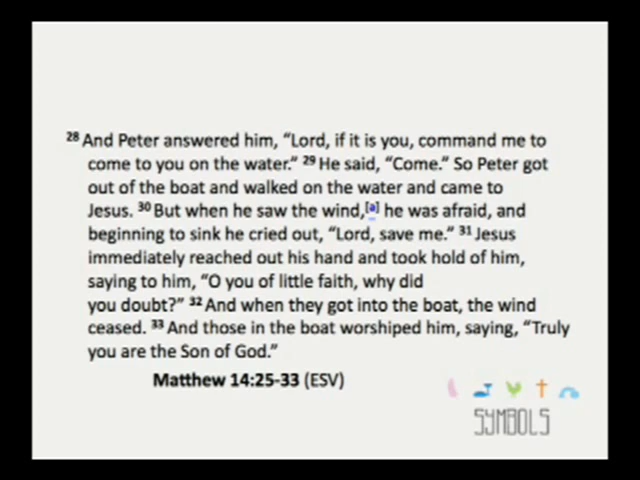 28 And Peter answered him, “Lord, if it is you, command me to
come to you on the water.” 29 He said, “Come.” So Peter got
out of the boat and walked on the water and came to
Jesus. 30 But when he saw the wind,[a] he was afraid, and
beginning to sink he cried out, “Lord, save me.” 31 Jesus
immediately reached out his hand and took hold of him,
saying to him, “O you of little faith, why did
you doubt?” 32 And when they got into the boat, the wind
ceased. 33 And those in the boat worshiped him, saying, “Truly
you are the Son of God.”
Matthew 14:25-33 (ESV)
SYMBOLS